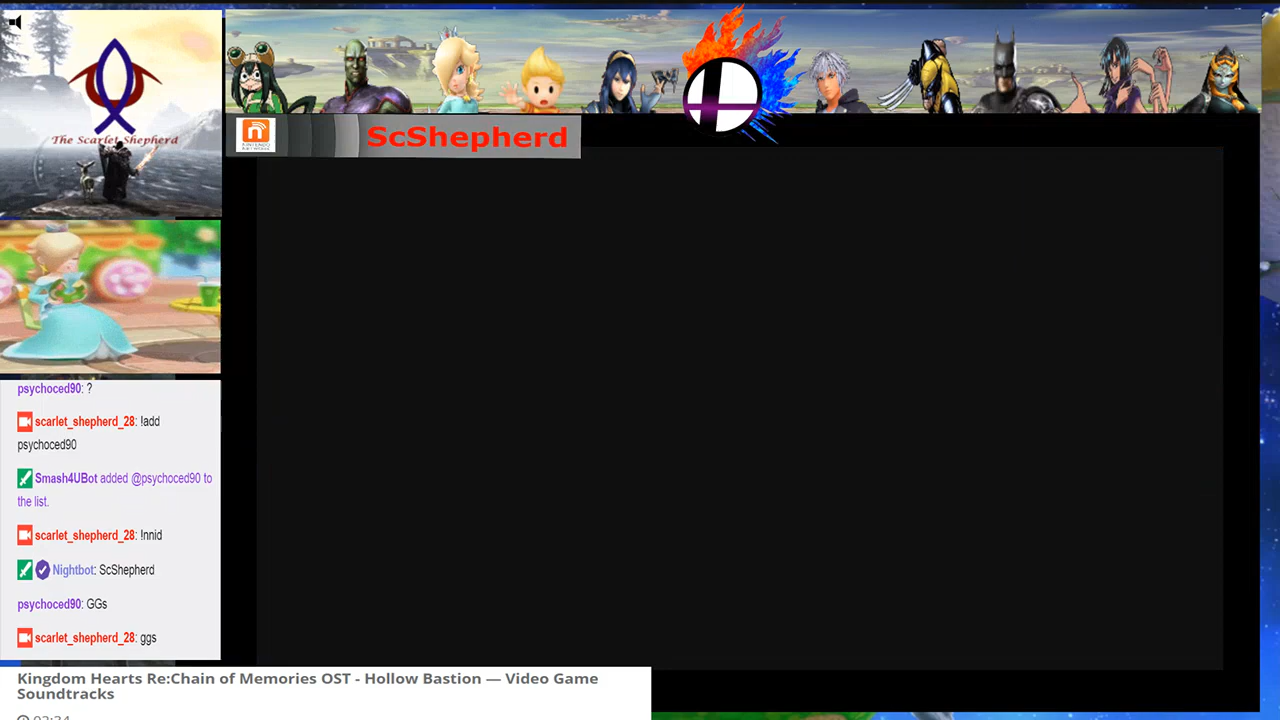 The Scarlet Shepherd
ScShepherd
psychoced90: ?
scarlet_shepherd_28: !add
psychoced90
Smash4UBot added @psychoced90 to
the list.
scarlet_shepherd_28: !nnid
Nightbot: ScShepherd
psychoced90: GGs
scarlet_shepherd_28: ggs
Kingdom Hearts Re:Chain of Memories OST - Hollow Bastion — Video Game
Soundtracks